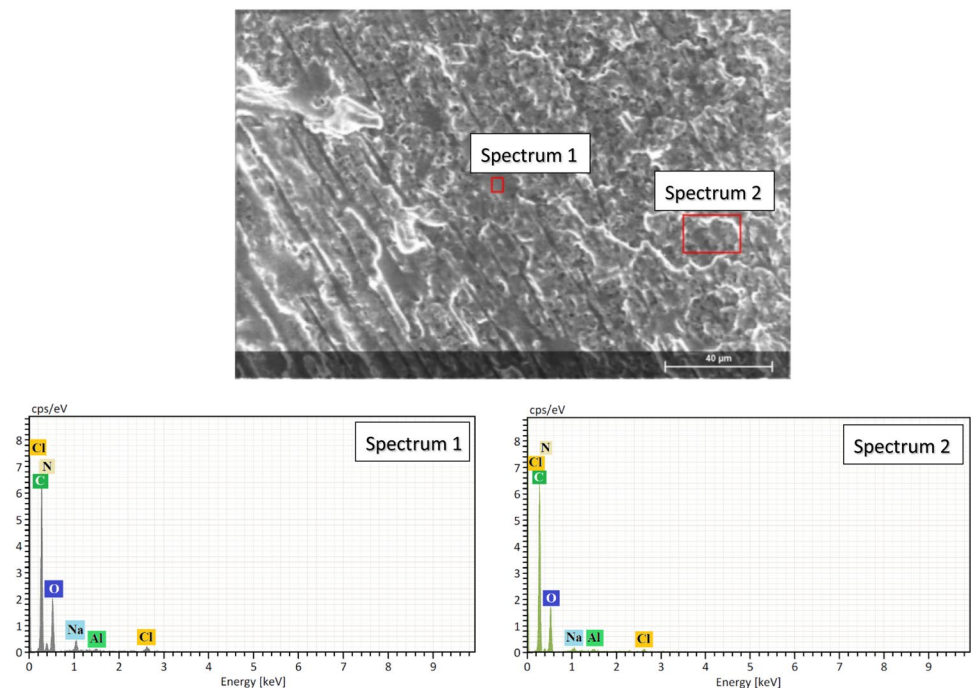 Spectrum 1
Spectrum 2
40 µm
cps/eV
Spectrum 1
8
7
6
5
4
3
2
1
0
Cl
N
C
O
Na
Al
Cl
0 1 2 3 4 5 6 7 8 9
Energy [keV]
cps/eV
Spectrum 2
8
7
6
5
4
3
2
1
0
N
Cl
C
O
Na
Al
Cl
0 1 2 3 4 5 6 7 8 9
Energy [keV]